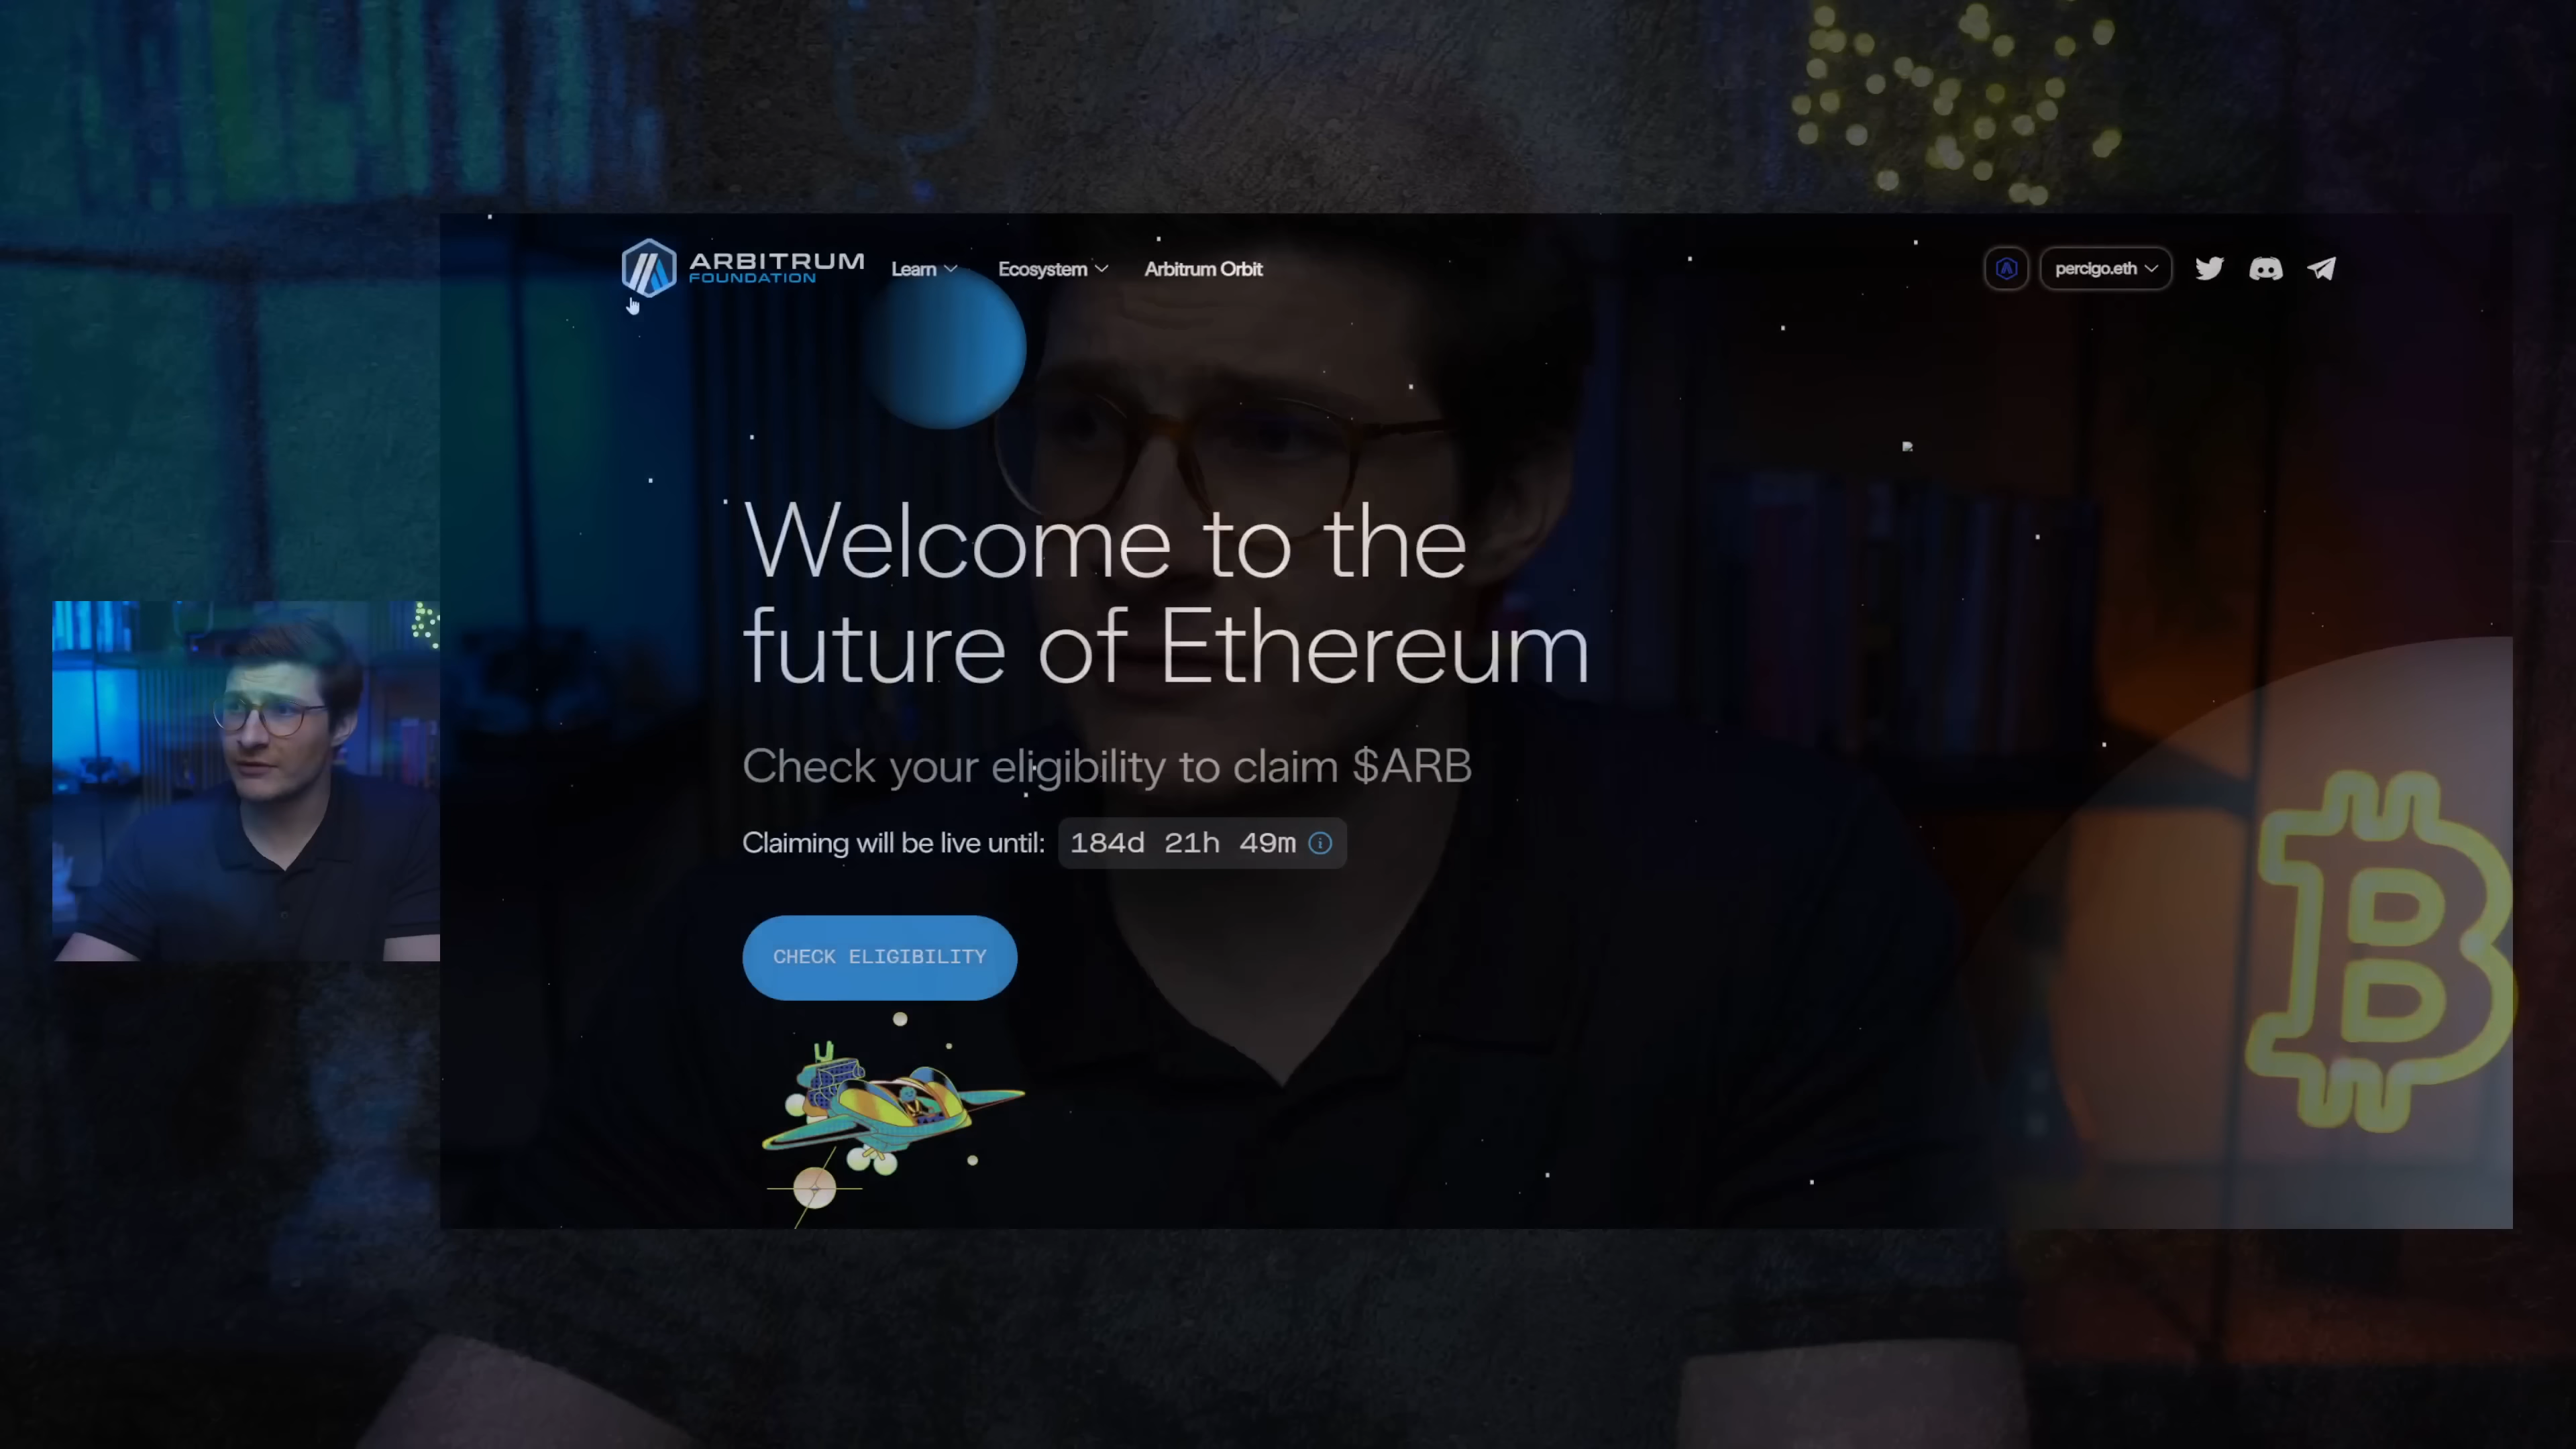 ARBITRUM
FOUNDATION
Learn
Ecosystem
Arbitrum Orbit
percigo.eth
Welcome to the
future of Ethereum
Check your eligibility to claim $ARB
Claiming will be live until: 184d 21h 49m
CHECK ELIGIBILITY